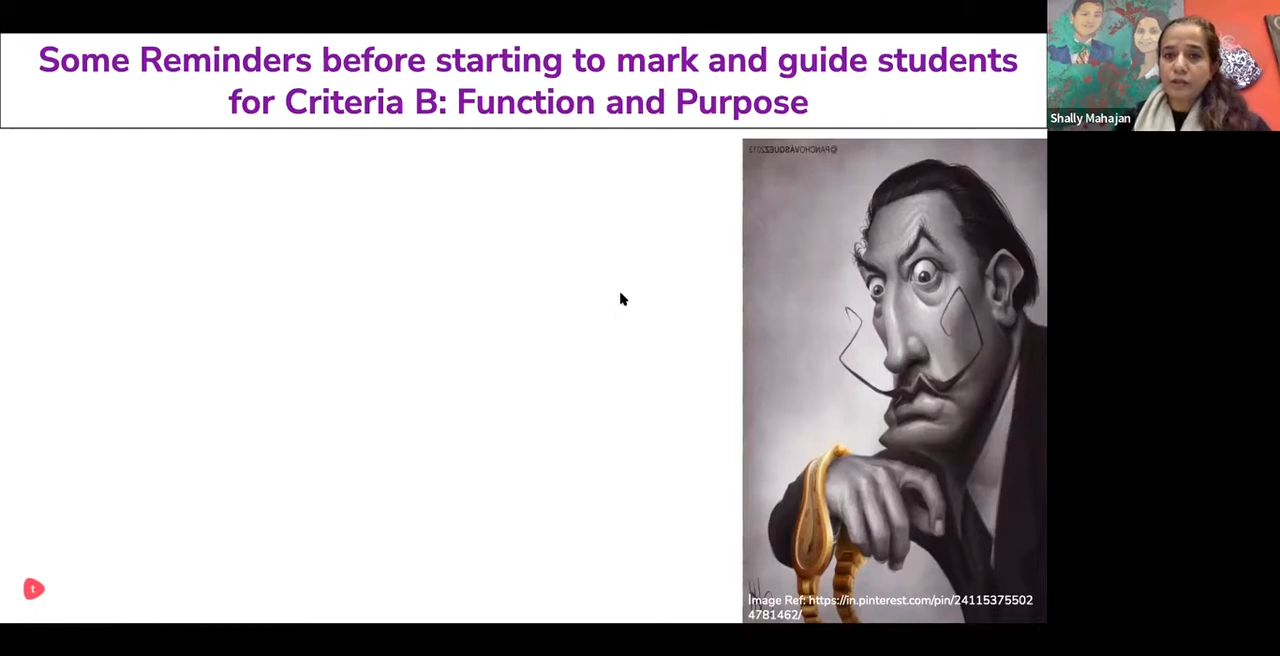 Some Reminders before starting to mark and guide students
for Criteria B: Function and Purpose
Shally Mahajan
©PANCHOVÁSQUEZ2013
t
Image Ref: https://in.pinterest.com/pin/24115375502
4781462/